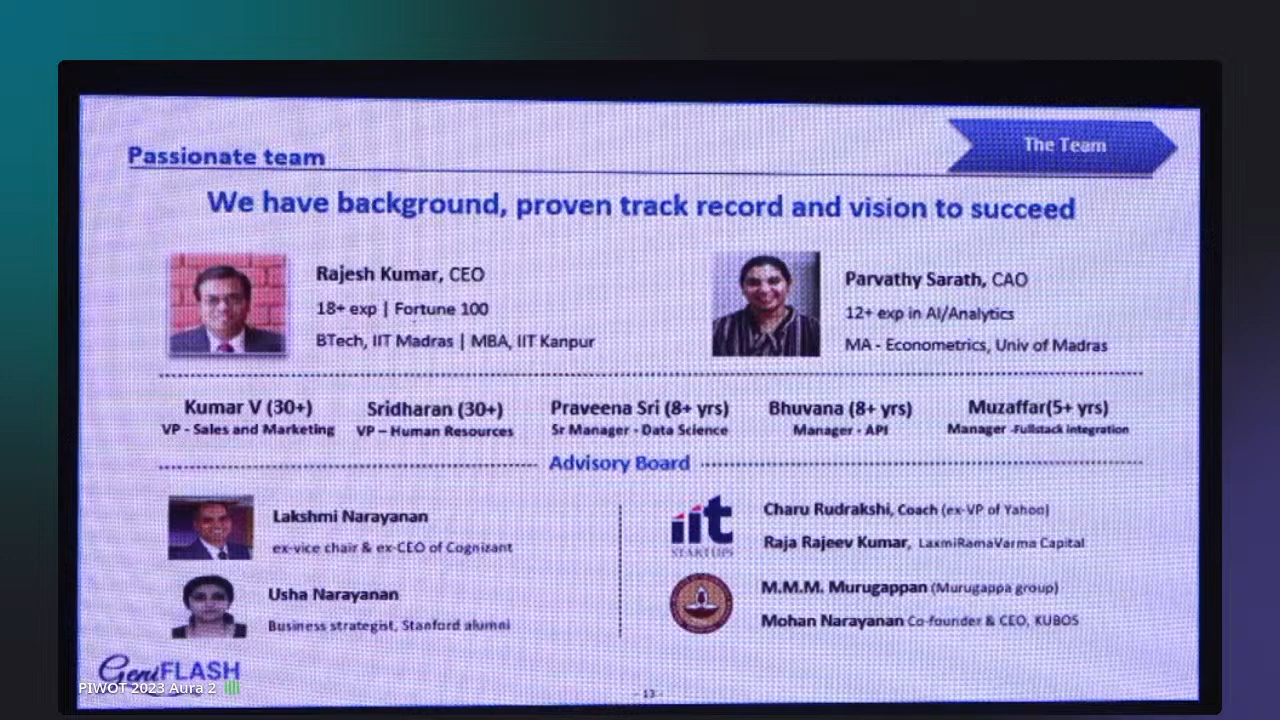 The Team
Passionate team
We have background, proven track record and vision to succeed
Rajesh Kumar, CEO
18+ exp | Fortune 100
BTech, IIT Madras | MBA, IIT Kanpur
Parvathy Sarath, CAO
12+ exp in AI/Analytics
MA - Econometrics, Univ of Madras
Kumar V (30+)
VP - Sales and Marketing
Sridharan (30+)
VP – Human Resources
Praveena Sri (8+ yrs)
Sr Manager - Data Science
Bhuvana (8+ yrs)
Manager - API
Muzaffar(5+ yrs)
Manager -Fullstack Integration
Advisory Board
Lakshmi Narayanan
ex-vice chair & ex-CEO of Cognizant
Usha Narayanan
Business strategist, Stanford alumni
iit
STARTUPS
Charu Rudrakshi, Coach (ex-VP of Yahoo)
Raja Rajeev Kumar, LaxmiRamaVarma Capital
M.M.M. Murugappan (Murugappa group)
Mohan Narayanan Co-founder & CEO, KUBOS
GeniFLASH
PIWOT 2023 Aura 2
- 13 -